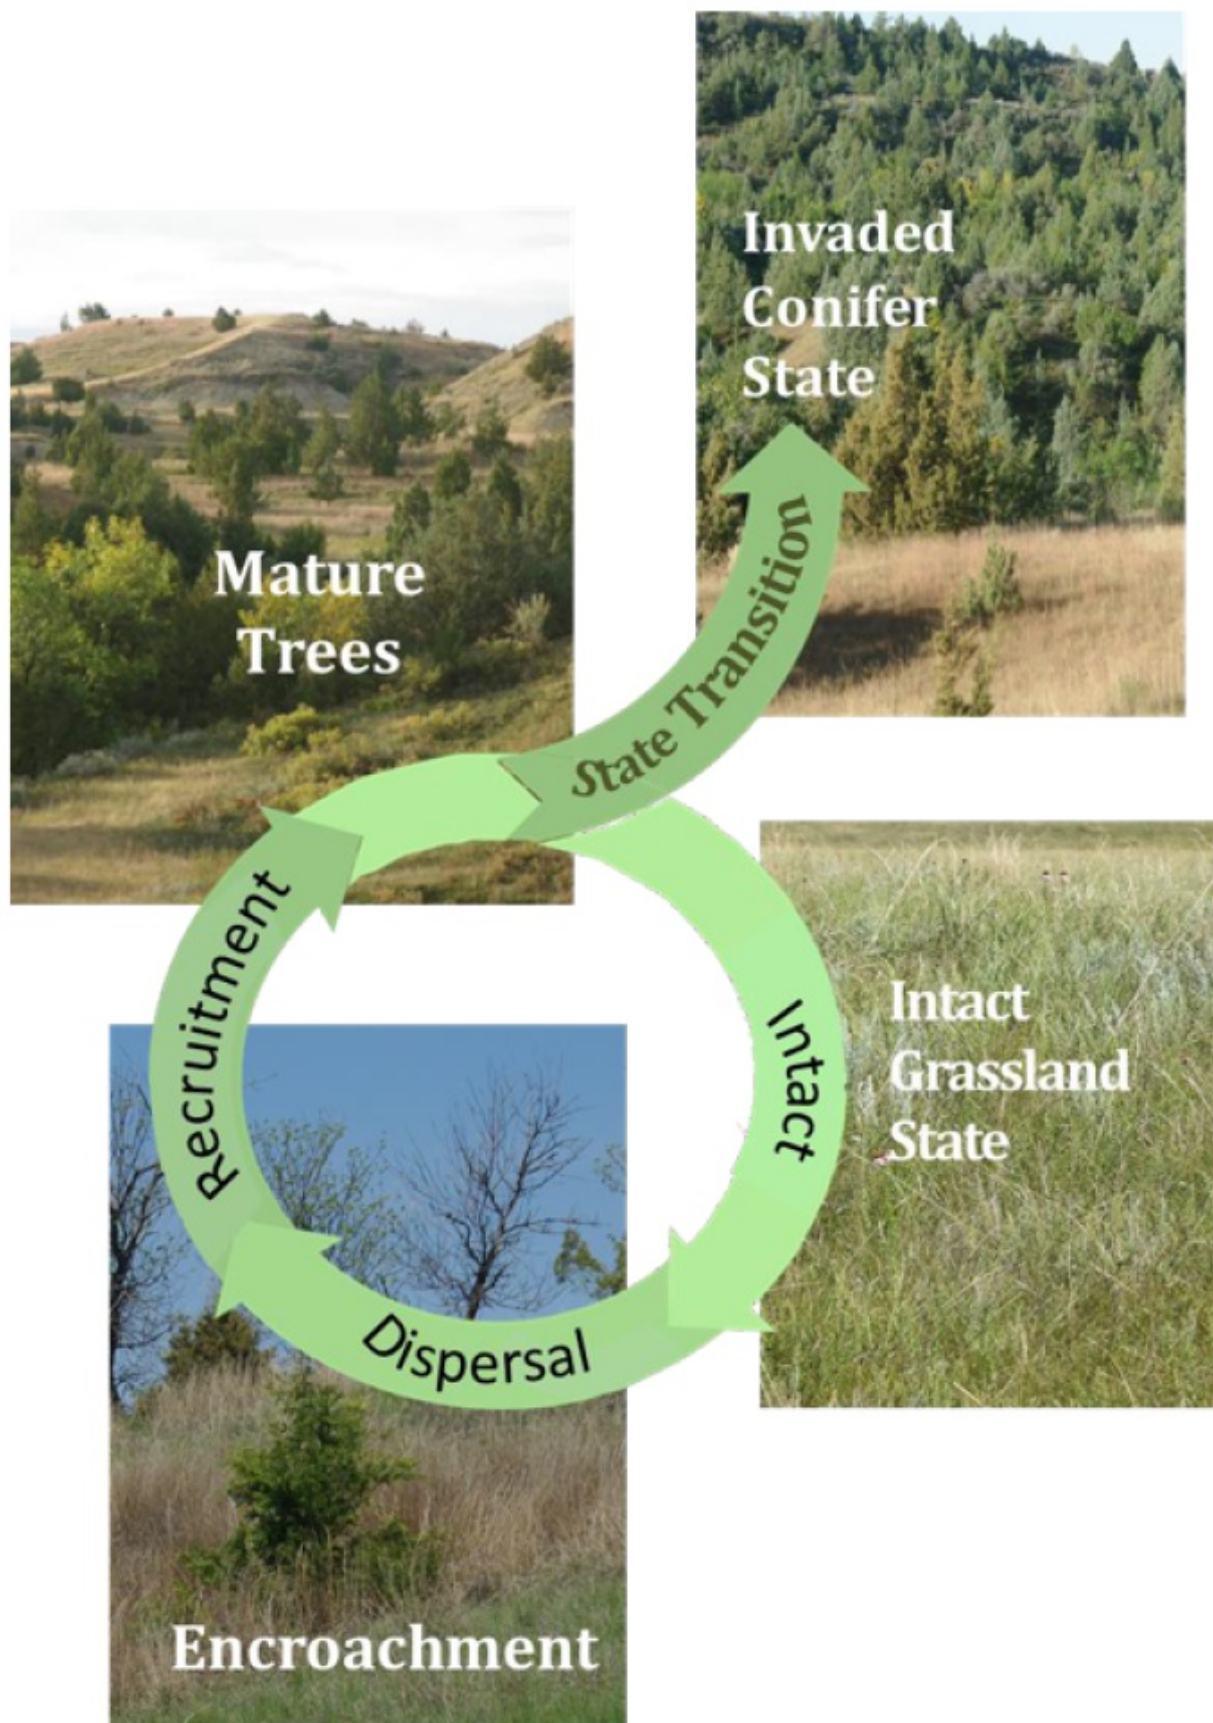 Invaded
Conifer
State
Mature
Trees
State Transition
Recruitment
Intact
Intact
Grassland
State
Dispersal
Encroachment